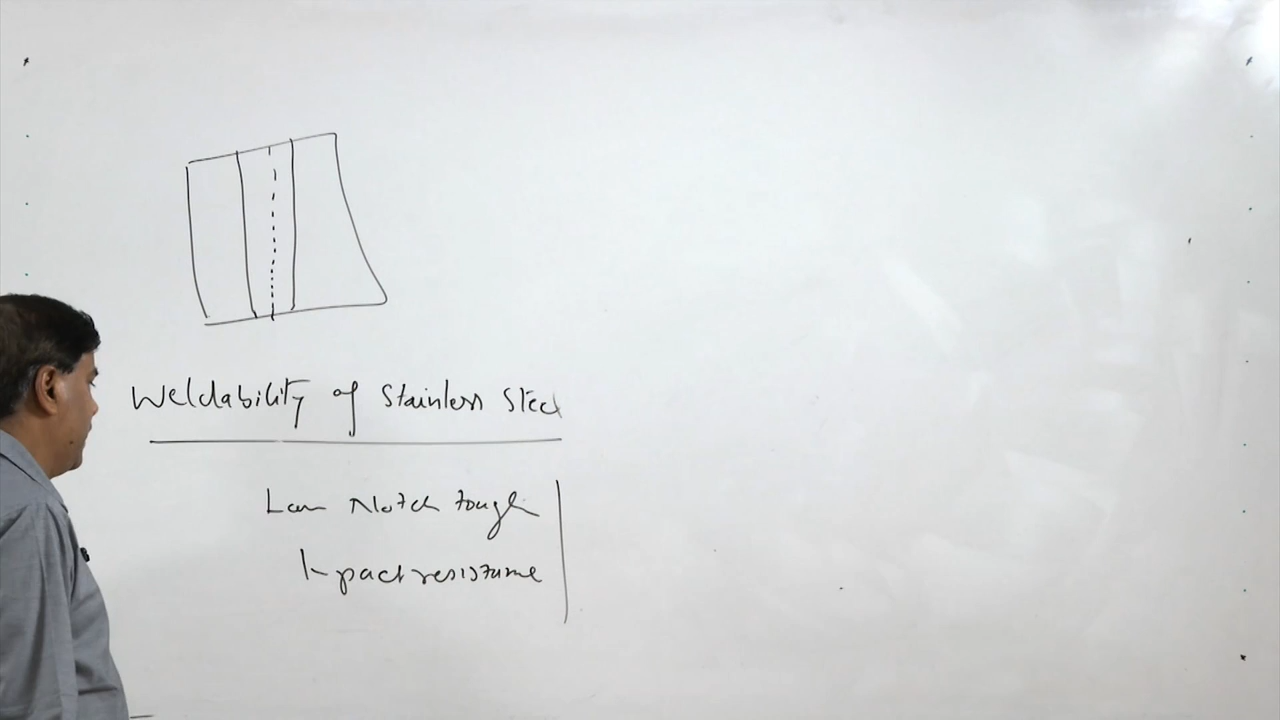 Weldability of Stainless Steel
Low Notch tough
Impact resistance